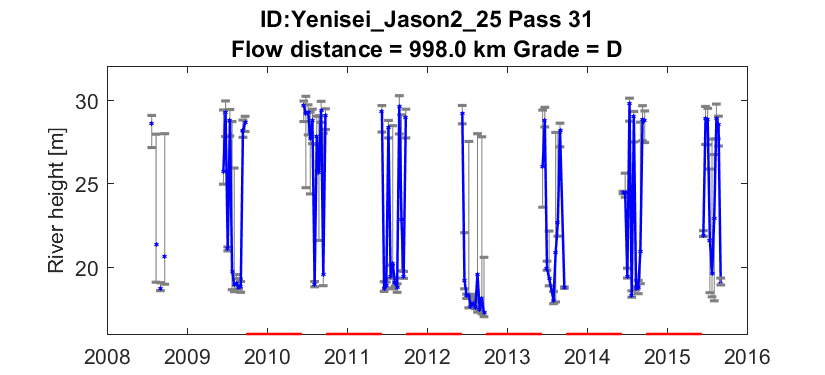 ID:Yenisei_Jason2_25 Pass 31
Flow distance = 998.0 km Grade = D
River height [m]
30
25
20
2008 2009 2010 2011 2012 2013 2014 2015 2016